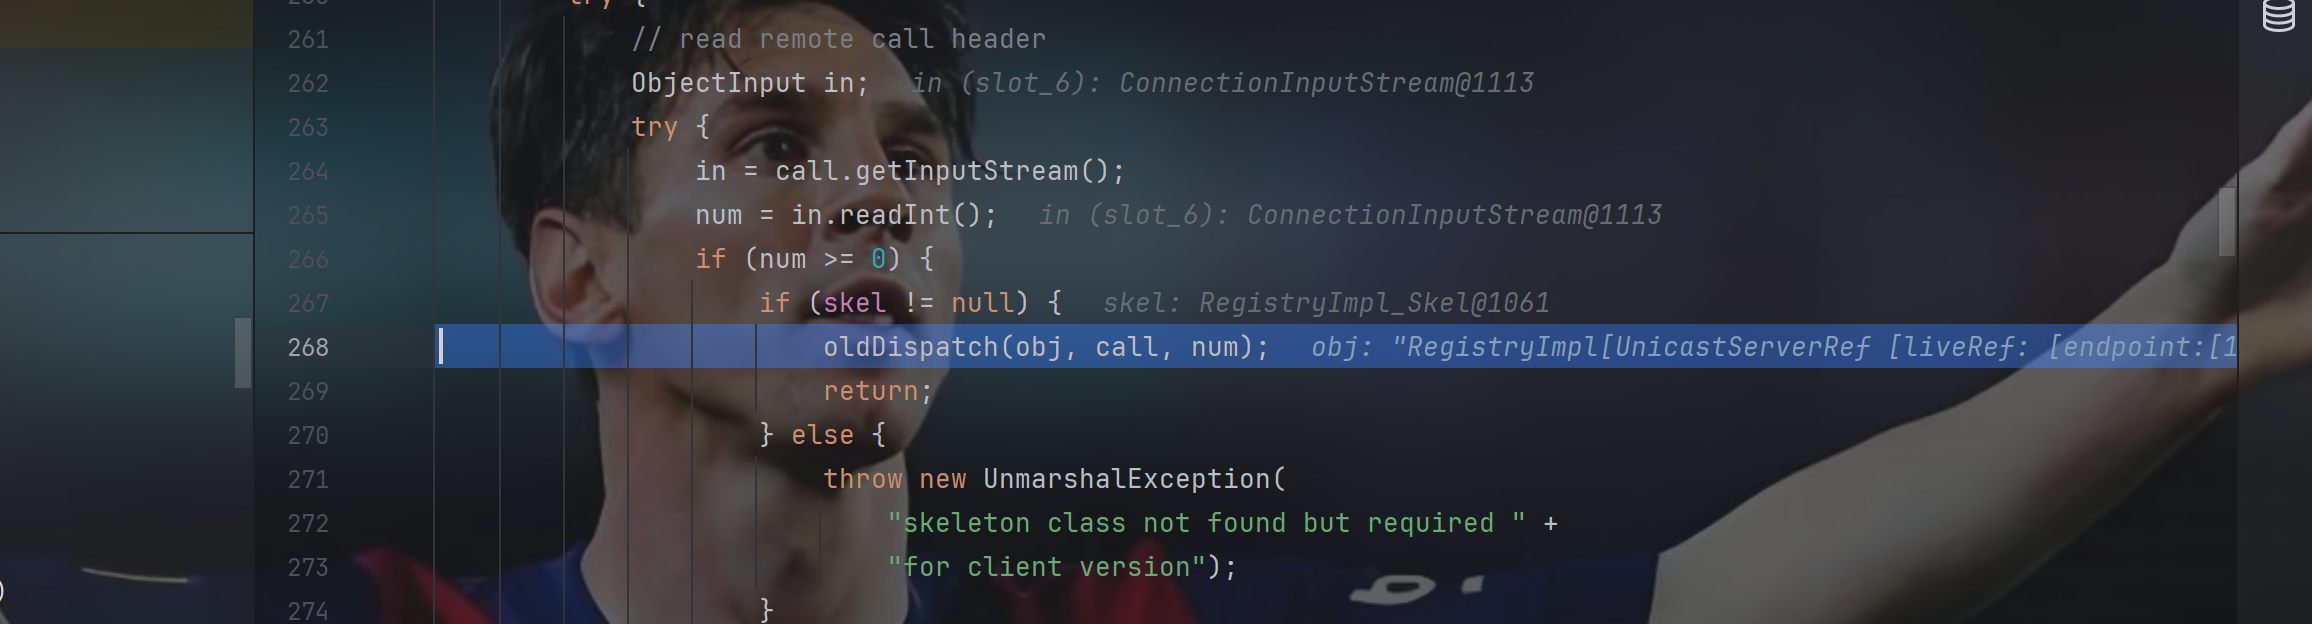 try {
261 // read remote call header
262 ObjectInput in; in (slot_6): ConnectionInputStream@1113
263 try {
264 in = call.getInputStream();
265 num = in.readInt(); in (slot_6): ConnectionInputStream@1113
266 if (num >= 0) {
267 if (skel != null) { skel: RegistryImpl_Skel@1061
268 oldDispatch(obj, call, num); obj: "RegistryImpl[UnicastServerRef [liveRef: [endpoint:[1
269 return;
270 } else {
271 throw new UnmarshalException(
272 "skeleton class not found but required " +
273 "for client version");
274 }
)